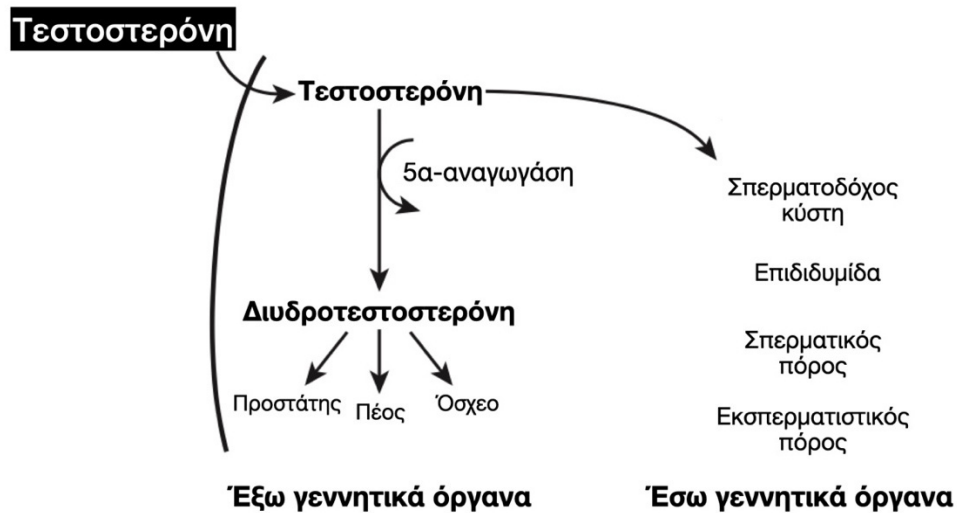 Τεστοστερόνη
Τεστοστερόνη
5α-αναγωγάση
Διυδροτεστοστερόνη
Προστάτης
Πέος
Όσχεο
Έξω γεννητικά όργανα
Σπερματοδόχος
κύστη
Επιδιδυμίδα
Σπερματικός
πόρος
Εκσπερματιστικός
πόρος
Έσω γεννητικά όργανα